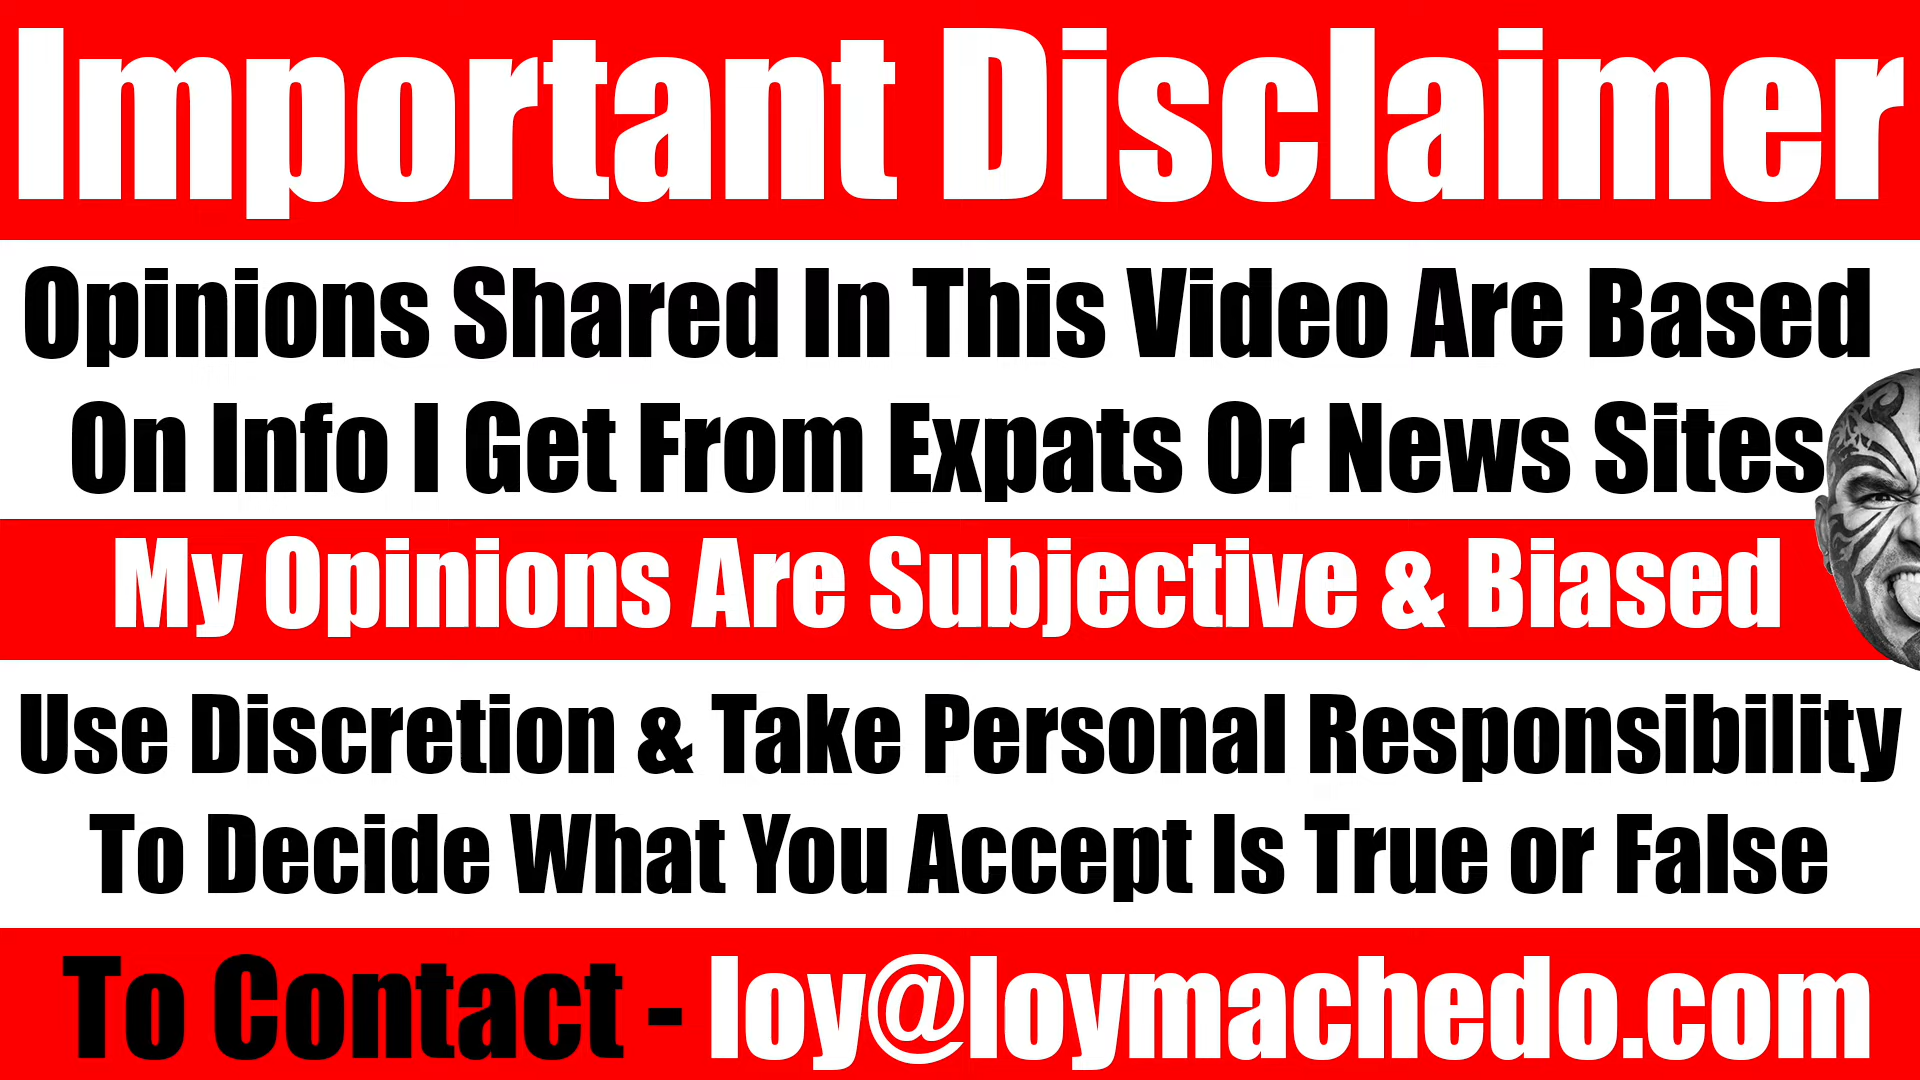 Important Disclaimer
Opinions Shared In This Video Are Based
On Info I Get From Expats Or News Sites
My Opinions Are Subjective & Biased
Use Discretion & Take Personal Responsibility
To Decide What You Accept Is True or False
To Contact - loy@loymachedo.com